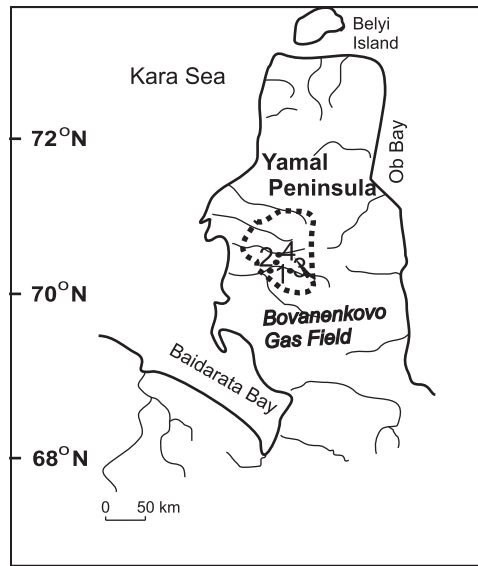 Belyi
Island
Kara Sea
72°N
Ob Bay
Yamal
Peninsula
4
2
1 3
70°N
Bovanenkovo
Gas Field
Baidarata Bay
68°N
0 50 km